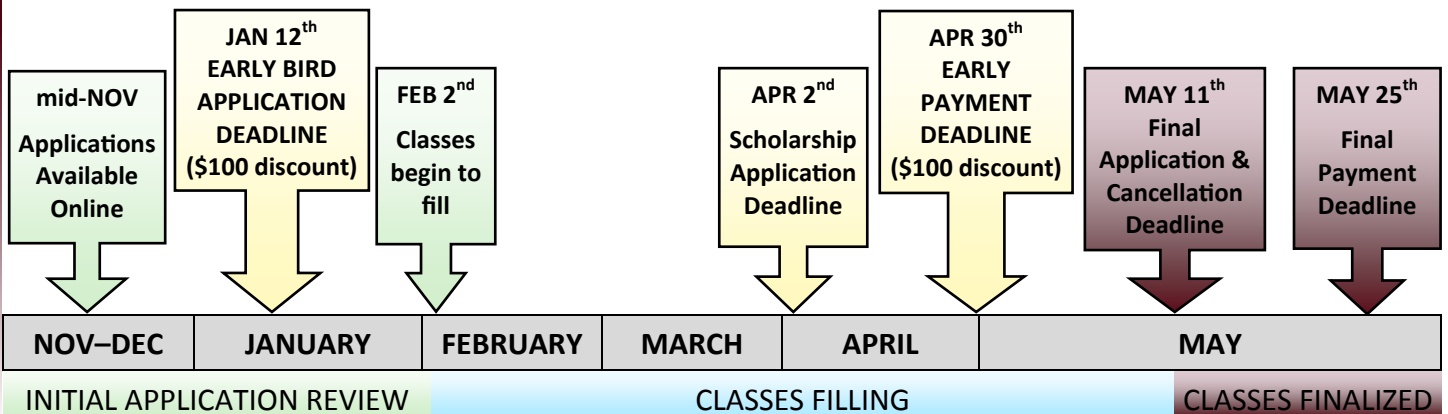 mid-NOV
Applications
Available
Online
JAN 12th
EARLY BIRD
APPLICATION
DEADLINE
($100 discount)
FEB 2nd
Classes
begin to
fill
APR 2nd
Scholarship
Application
Deadline
APR 30th
EARLY
PAYMENT
DEADLINE
($100 discount)
MAY 11th
Final
Application &
Cancellation
Deadline
MAY 25th
Final
Payment
Deadline
NOV–DEC JANUARY FEBRUARY MARCH APRIL MAY
INITIAL APPLICATION REVIEW CLASSES FILLING CLASSES FINALIZED